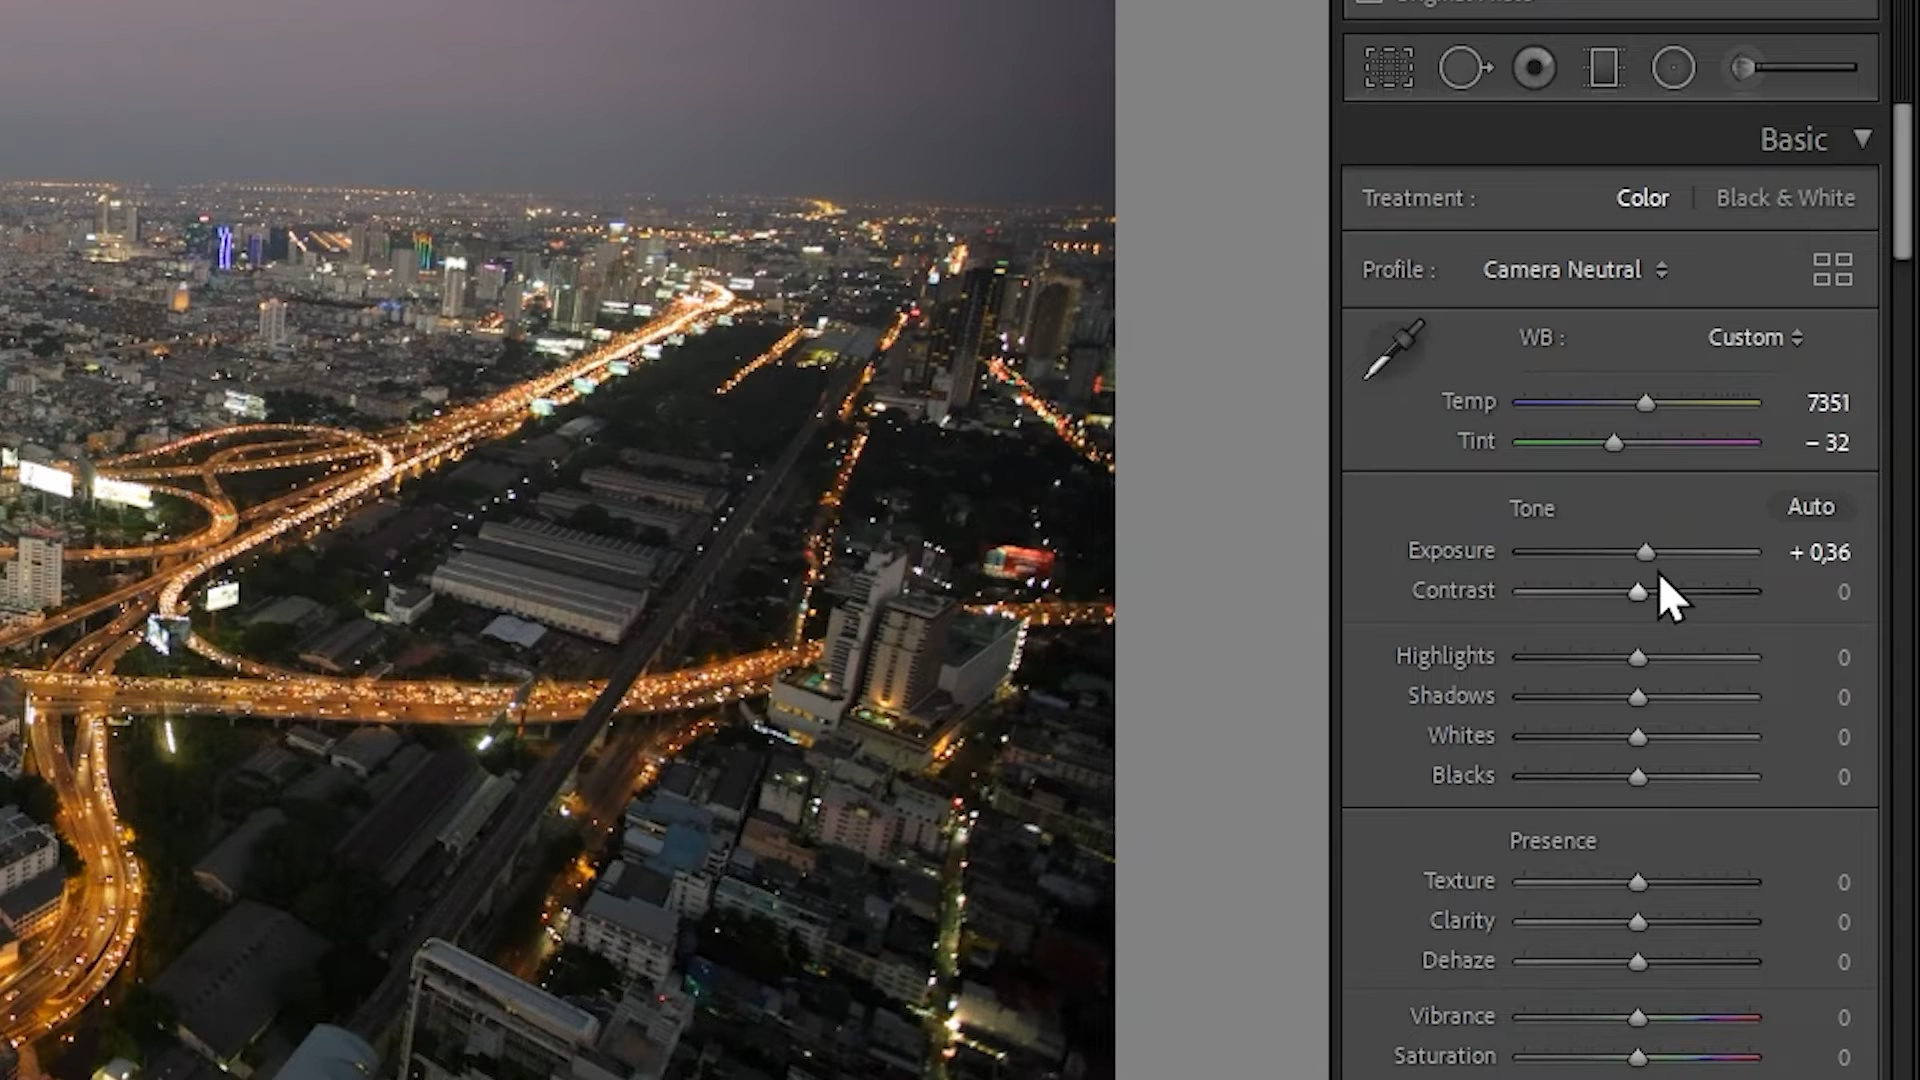 Original Photo
Basic
Treatment : Color Black & White
Profile : Camera Neutral
WB : Custom
Temp 7351
Tint – 32
Tone Auto
Exposure + 0,36
Contrast 0
Highlights 0
Shadows 0
Whites 0
Blacks 0
Presence
Texture 0
Clarity 0
Dehaze 0
Vibrance 0
Saturation 0